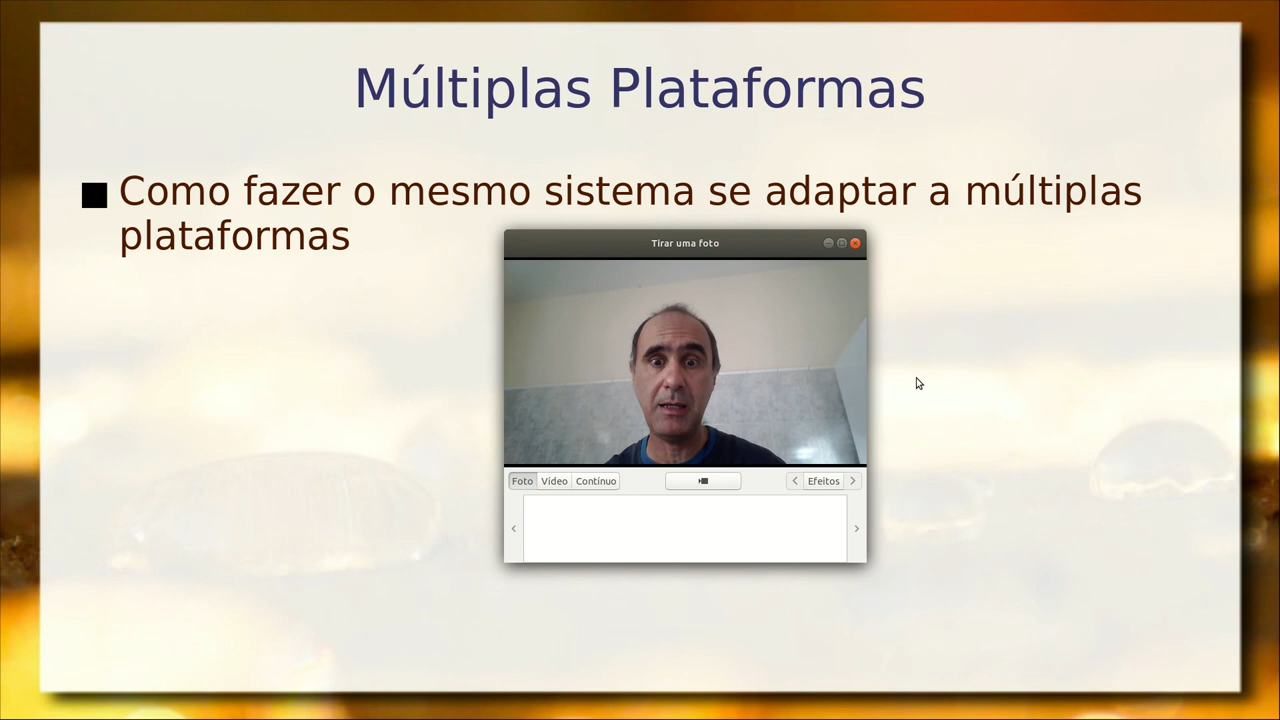 Múltiplas Plataformas
Como fazer o mesmo sistema se adaptar a múltiplas
plataformas
Tirar uma foto
Foto Vídeo Contínuo Efeitos